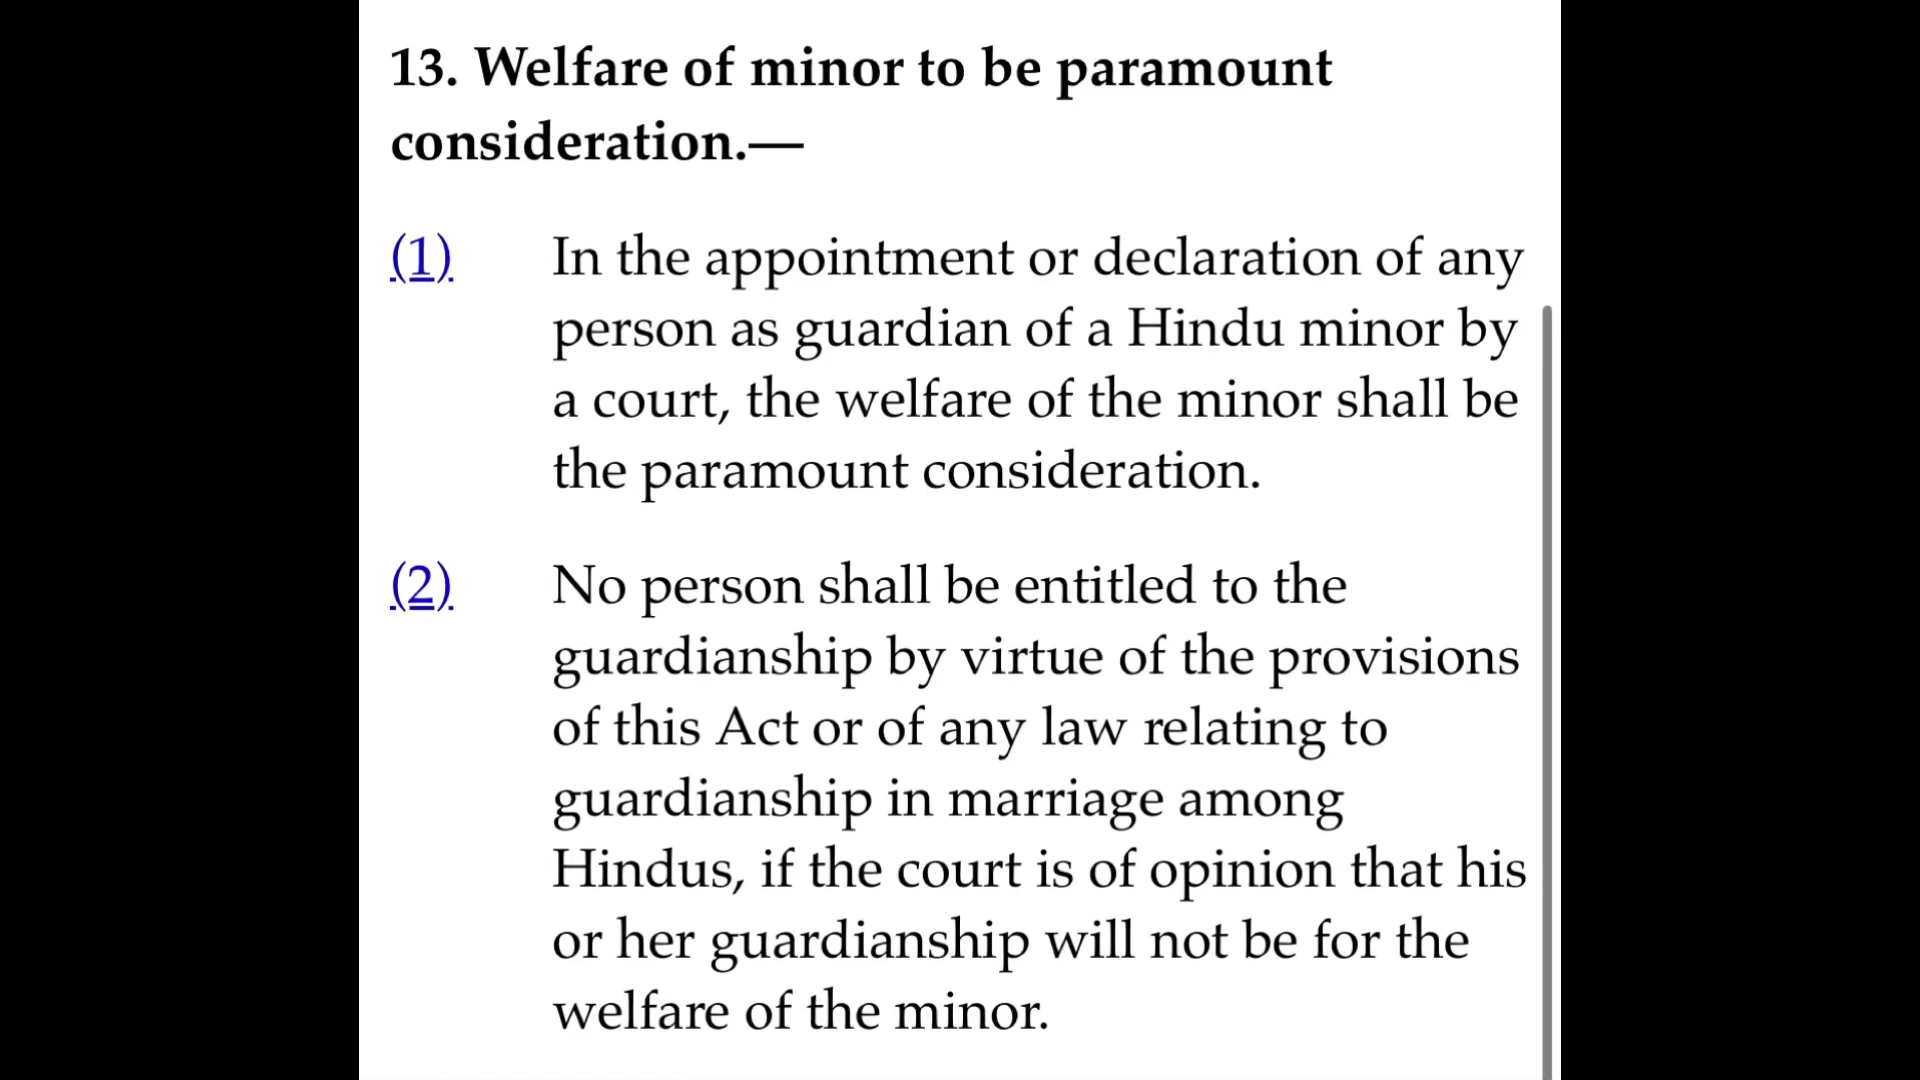 13. Welfare of minor to be paramount
consideration.—
(1) In the appointment or declaration of any
person as guardian of a Hindu minor by
a court, the welfare of the minor shall be
the paramount consideration.
(2) No person shall be entitled to the
guardianship by virtue of the provisions
of this Act or of any law relating to
guardianship in marriage among
Hindus, if the court is of opinion that his
or her guardianship will not be for the
welfare of the minor.